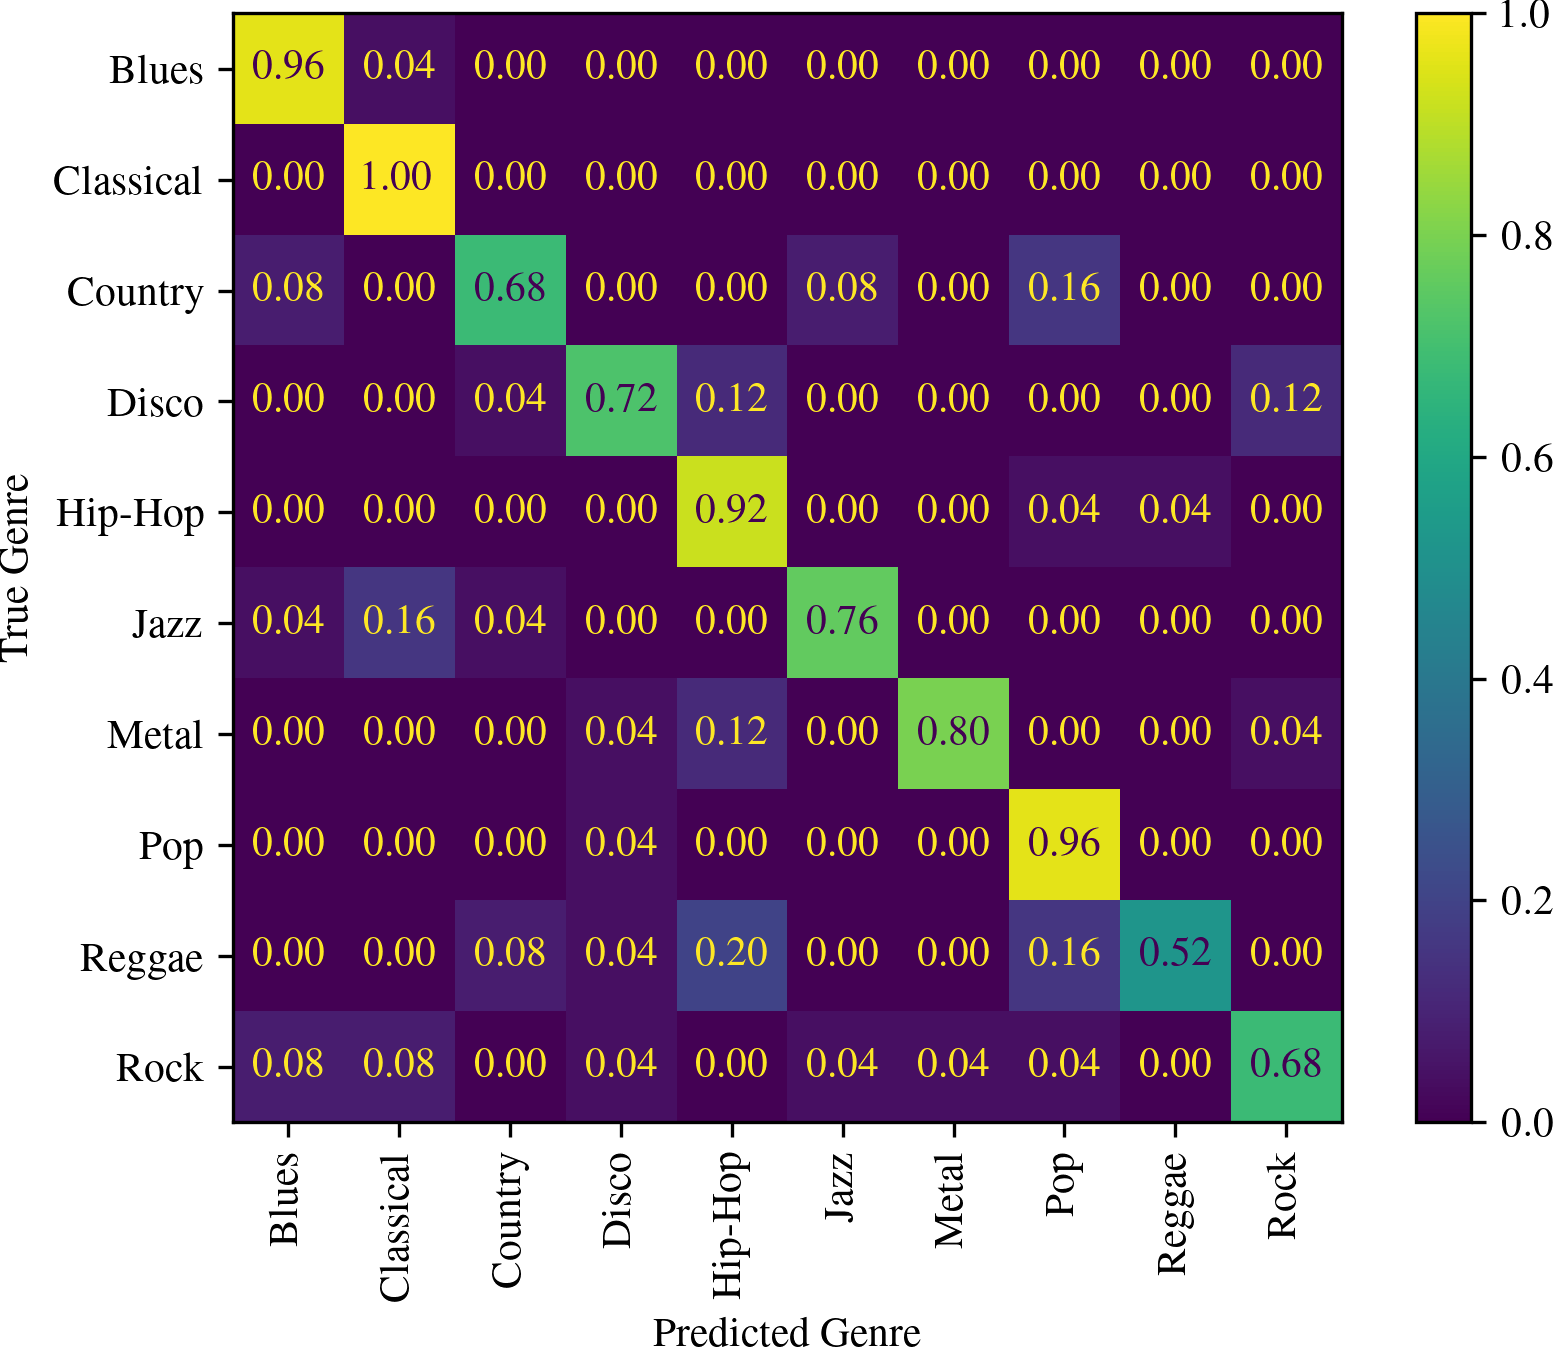 Blues 0.96 0.04 0.00 0.00 0.00 0.00 0.00 0.00 0.00 0.00
Classical 0.00 1.00 0.00 0.00 0.00 0.00 0.00 0.00 0.00 0.00
Country 0.08 0.00 0.68 0.00 0.00 0.08 0.00 0.16 0.00 0.00
Disco 0.00 0.00 0.04 0.72 0.12 0.00 0.00 0.00 0.00 0.12
Hip-Hop 0.00 0.00 0.00 0.00 0.92 0.00 0.00 0.04 0.04 0.00
Jazz 0.04 0.16 0.04 0.00 0.00 0.76 0.00 0.00 0.00 0.00
Metal 0.00 0.00 0.00 0.04 0.12 0.00 0.80 0.00 0.00 0.04
Pop 0.00 0.00 0.00 0.04 0.00 0.00 0.00 0.96 0.00 0.00
Reggae 0.00 0.00 0.08 0.04 0.20 0.00 0.00 0.16 0.52 0.00
Rock 0.08 0.08 0.00 0.04 0.00 0.04 0.04 0.04 0.00 0.68
True Genre
Blues Classical Country Disco Hip-Hop Jazz Metal Pop Reggae Rock
Predicted Genre
1.0
0.8
0.6
0.4
0.2
0.0